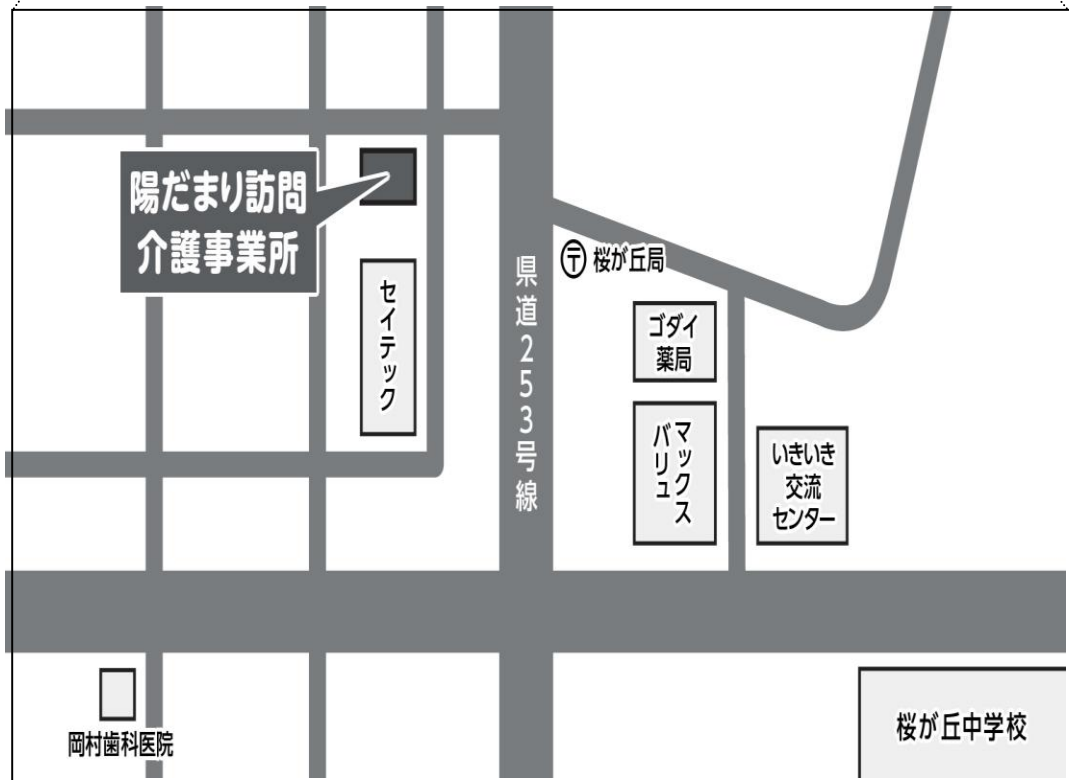 陽だまり訪問
介護事業所
セイテック
県道253号線
〒 桜が丘局
ゴダイ
薬局
マックス
バリュ
いきいき
交流
センター
岡村歯科医院
桜が丘中学校